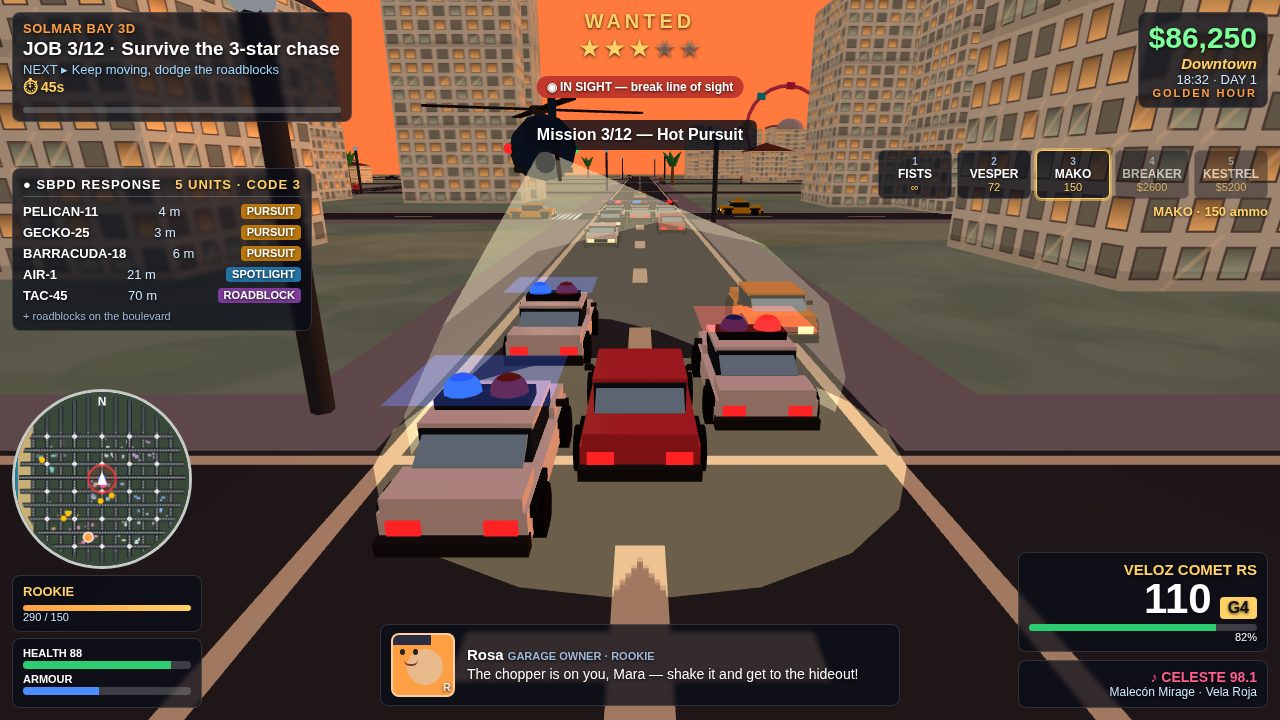 SOLMAR BAY 3D
JOB 3/12 · Survive the 3-star chase
NEXT ▸ Keep moving, dodge the roadblocks
⏱ 45s
WANTED
★★★★★
◉ IN SIGHT — break line of sight
Mission 3/12 — Hot Pursuit
$86,250
Downtown
18:32 · DAY 1
GOLDEN HOUR
1
FISTS
∞
2
VESPER
72
3
MAKO
150
4
BREAKER
$2600
5
KESTREL
$5200
MAKO · 150 ammo
● SBPD RESPONSE 5 UNITS · CODE 3
PELICAN-11 4 m PURSUIT
GECKO-25 3 m PURSUIT
BARRACUDA-18 6 m PURSUIT
AIR-1 21 m SPOTLIGHT
TAC-45 70 m ROADBLOCK
+ roadblocks on the boulevard
N
ROOKIE
290 / 150
HEALTH 88
ARMOUR
R
Rosa GARAGE OWNER · ROOKIE
The chopper is on you, Mara — shake it and get to the hideout!
VELOZ COMET RS
110 G4
82%
♪ CELESTE 98.1
Malecón Mirage · Vela Roja